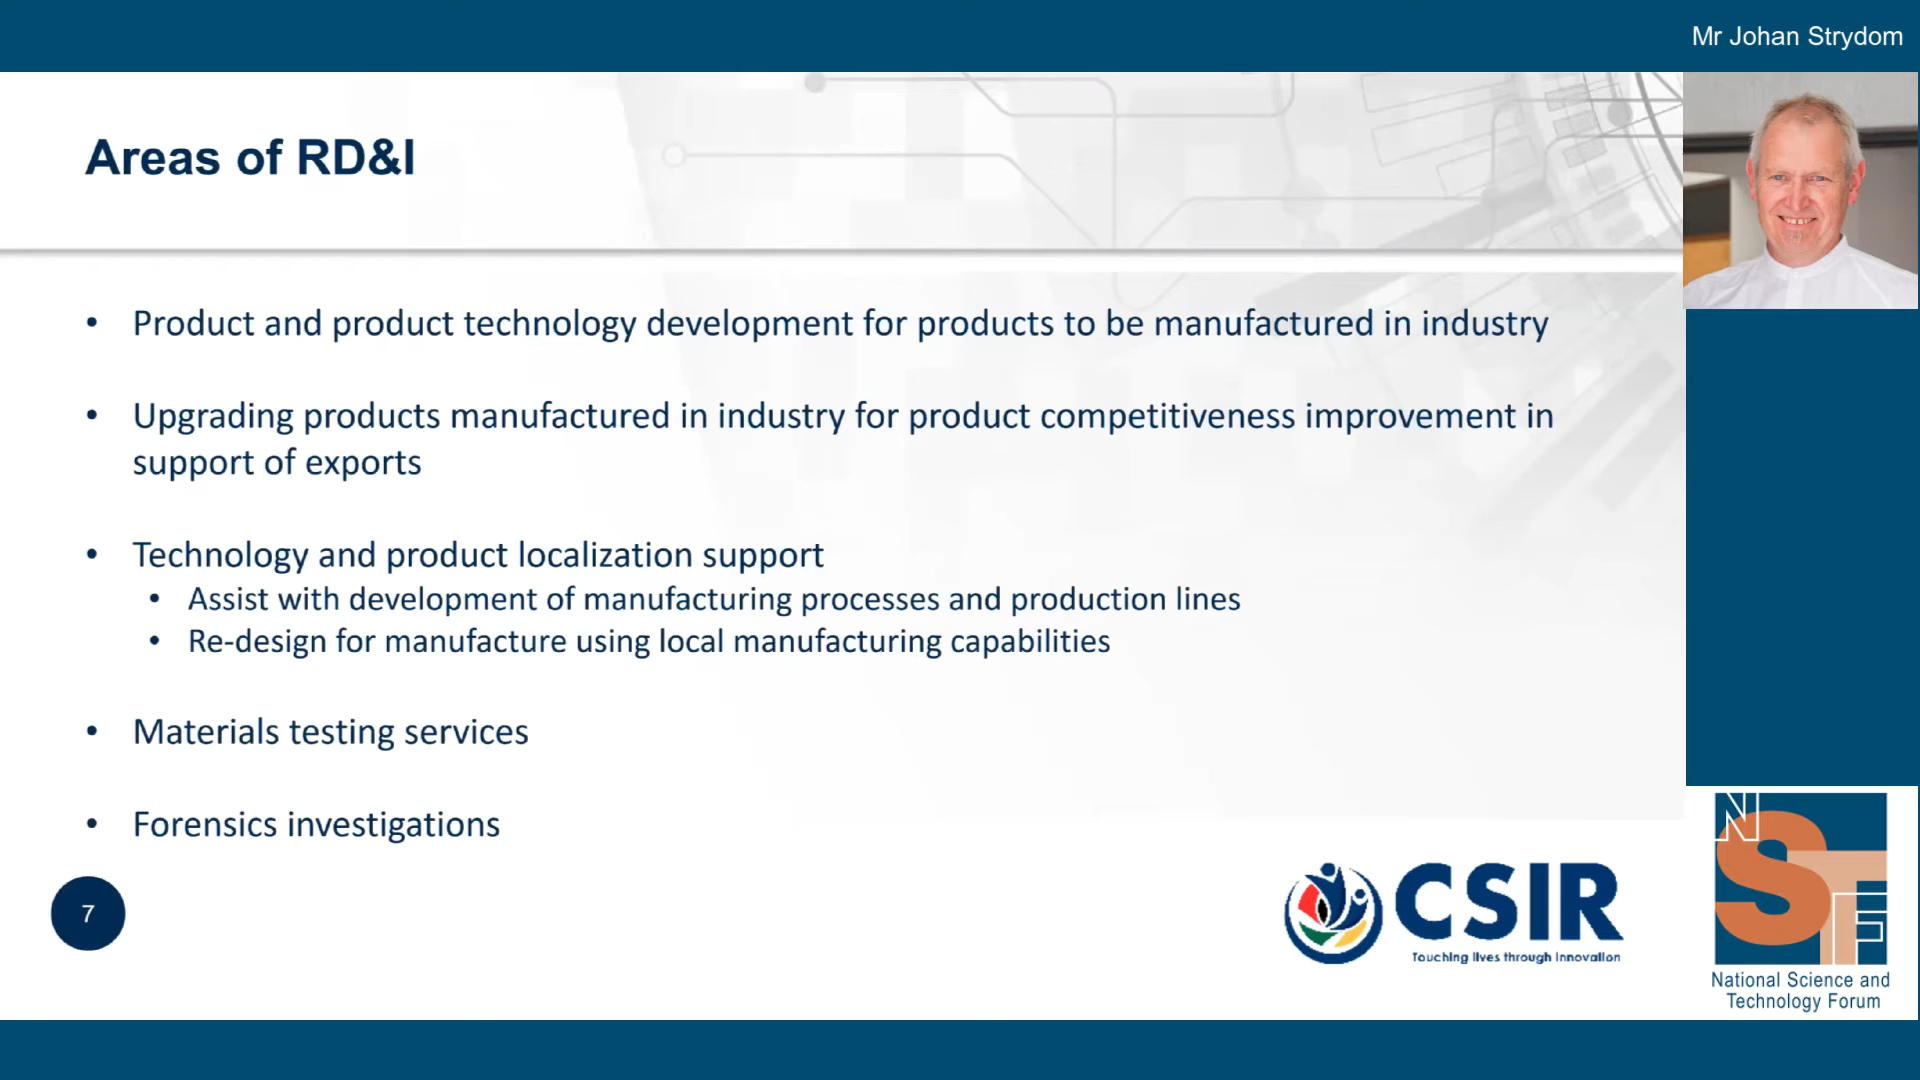 Mr Johan Strydom
Areas of RD&I
• Product and product technology development for products to be manufactured in industry
• Upgrading products manufactured in industry for product competitiveness improvement in
support of exports
• Technology and product localization support
• Assist with development of manufacturing processes and production lines
• Re-design for manufacture using local manufacturing capabilities
• Materials testing services
• Forensics investigations
7
CSIR
Touching lives through innovation
NSTF
National Science and
Technology Forum